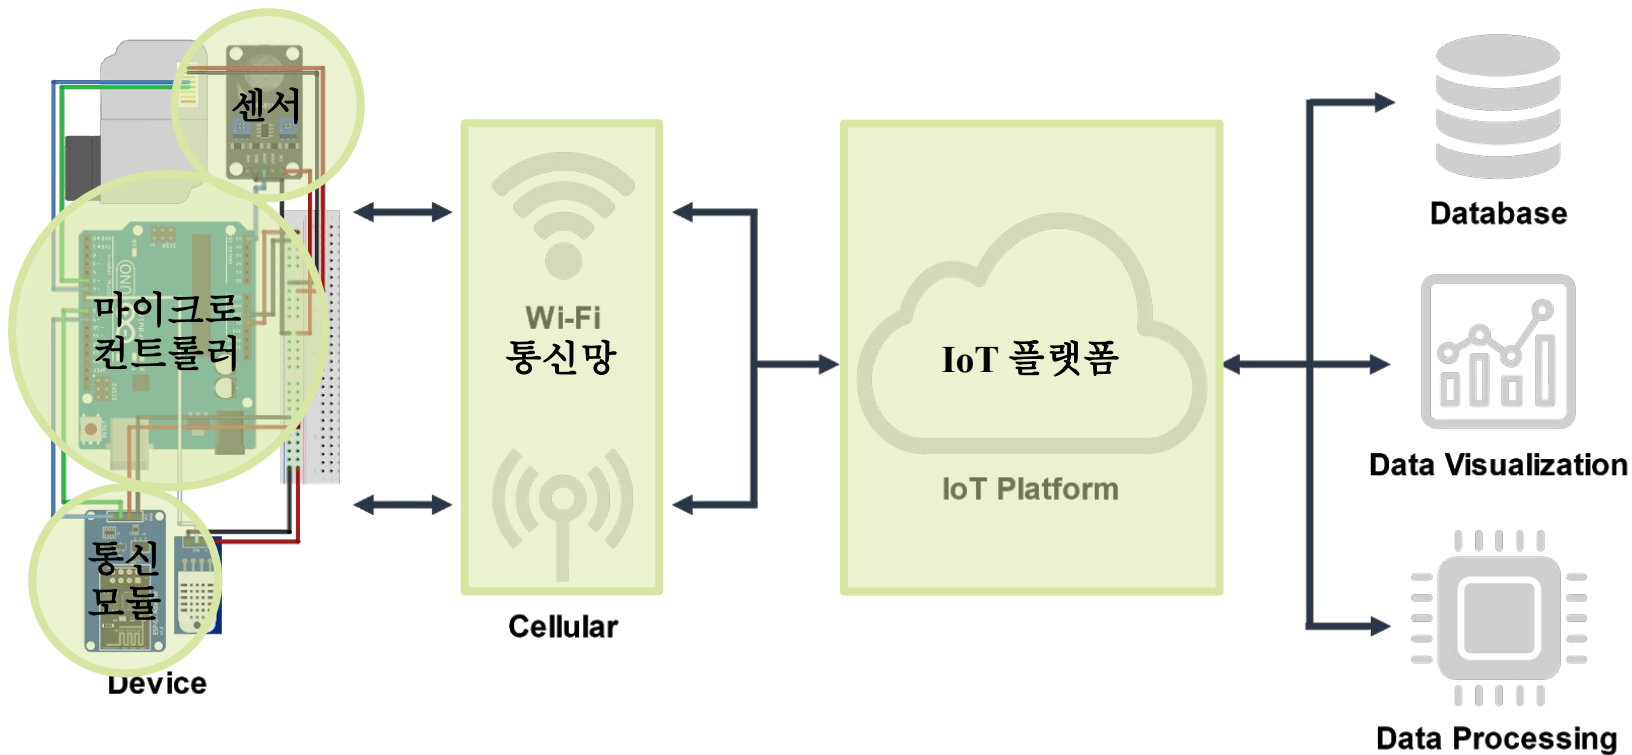 센서
마이크로
컨트롤러
UNO
통신
모듈
Device
Wi-Fi
통신망
Cellular
IoT 플랫폼
IoT Platform
Database
Data Visualization
Data Processing